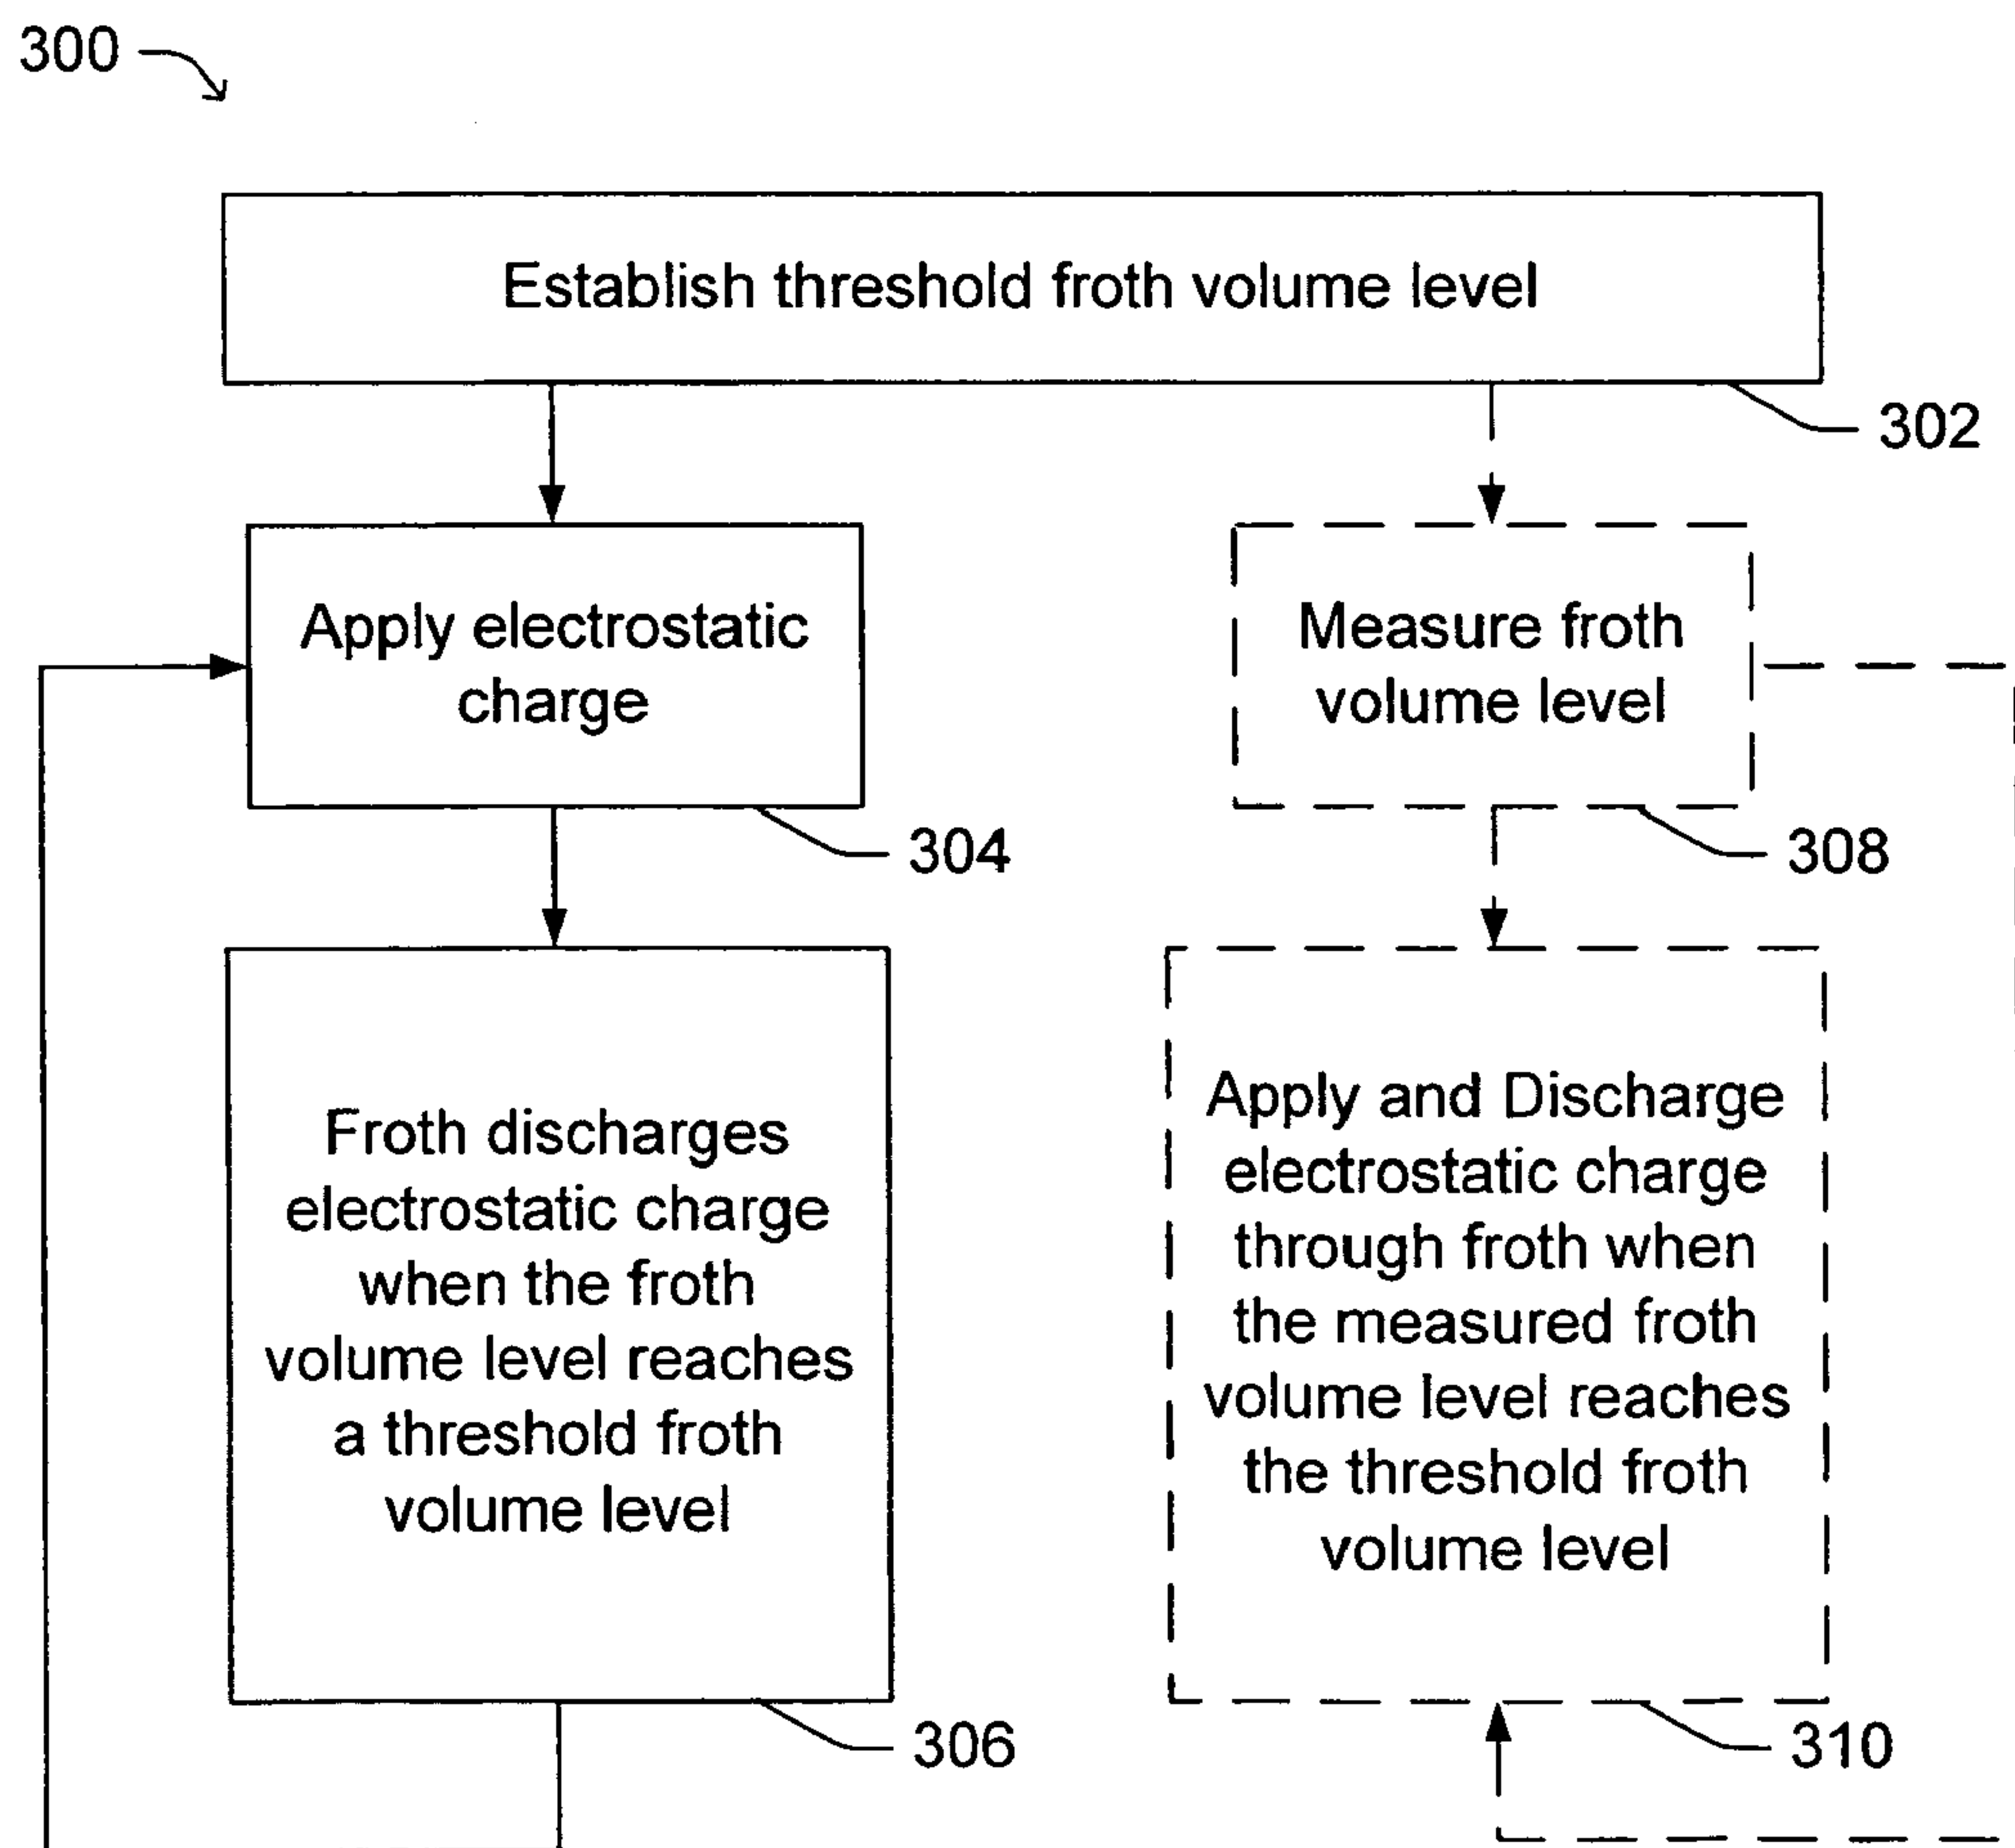 300
Establish threshold froth volume level
302
Apply electrostatic
charge
304
Measure froth
volume level
308
Froth discharges
electrostatic charge
when the froth
volume level reaches
a threshold froth
volume level
306
Apply and Discharge
electrostatic charge
through froth when
the measured froth
volume level reaches
the threshold froth
volume level
310